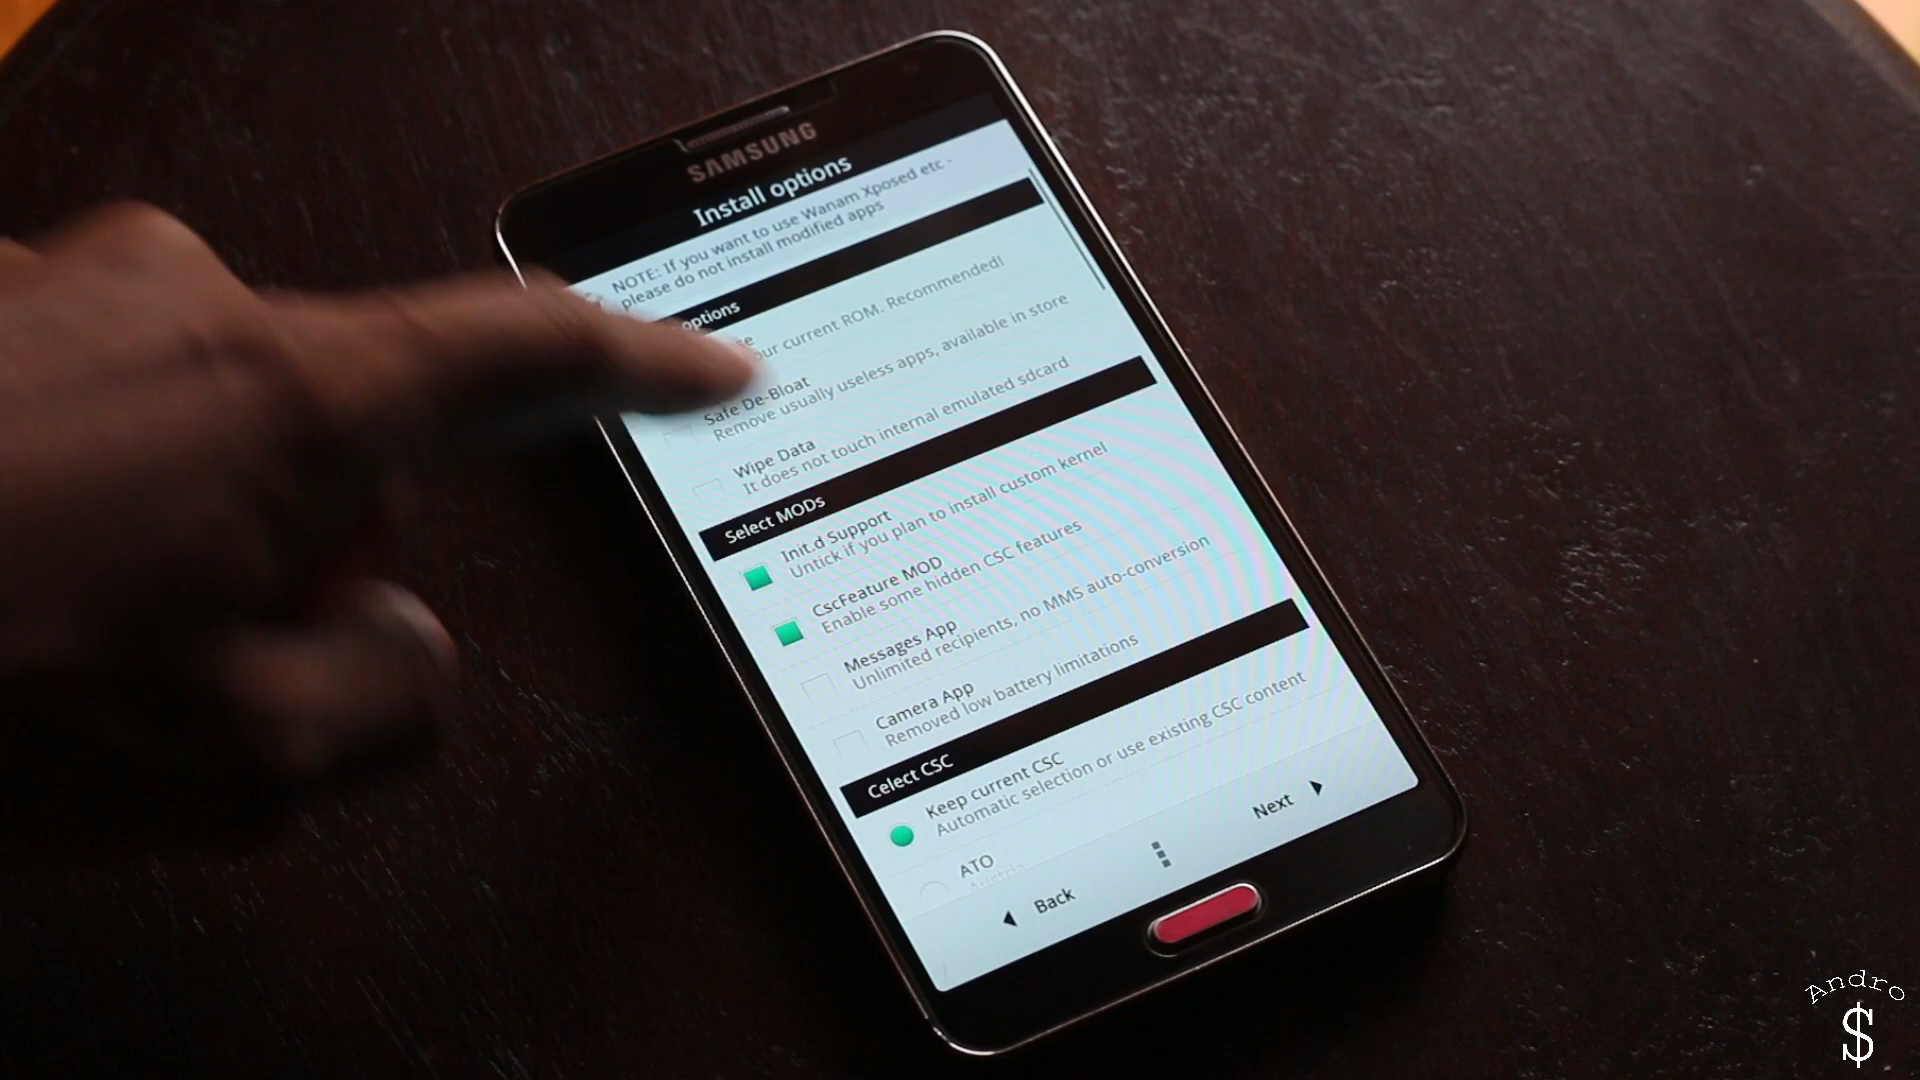 SAMSUNG
Install options
NOTE: If you want to use Wanam Xposed etc -
please do not install modified apps
options
our current ROM. Recommended!
Safe De-Bloat
Remove usually useless apps, available in store
Wipe Data
It does not touch internal emulated sdcard
Select MODs
Init.d Support
Untick if you plan to install custom kernel
CscFeature MOD
Enable some hidden CSC features
Messages App
Unlimited recipients, no MMS auto-conversion
Camera App
Removed low battery limitations
Celect CSC
Keep current CSC
Automatic selection or use existing CSC content
ATO
Back
Next
Andro
$